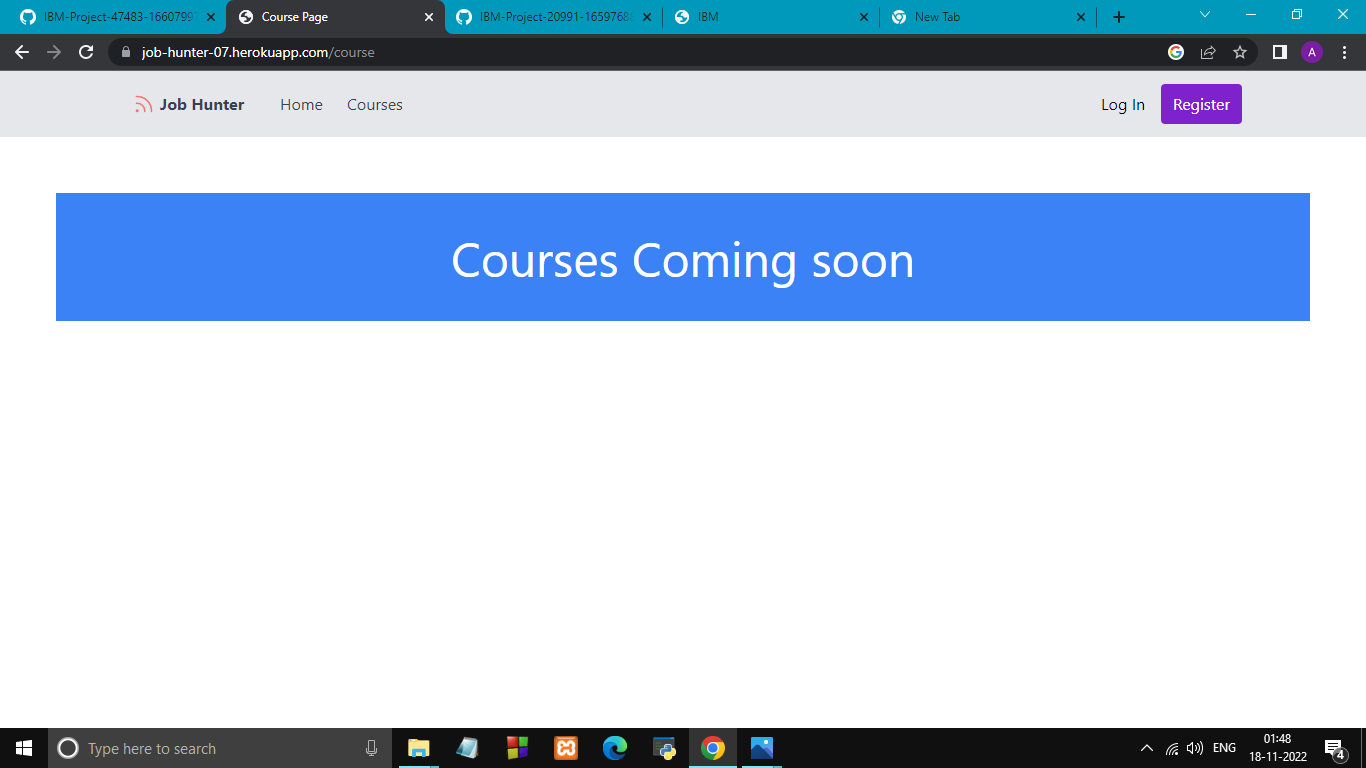 IBM-Project-47483-1660799
Course Page
IBM-Project-20991-1659768
IBM
New Tab
job-hunter-07.herokuapp.com/course
A
Job Hunter
Home
Courses
Log In
Register
Courses Coming soon
Type here to search
ENG
01:48
18-11-2022
4